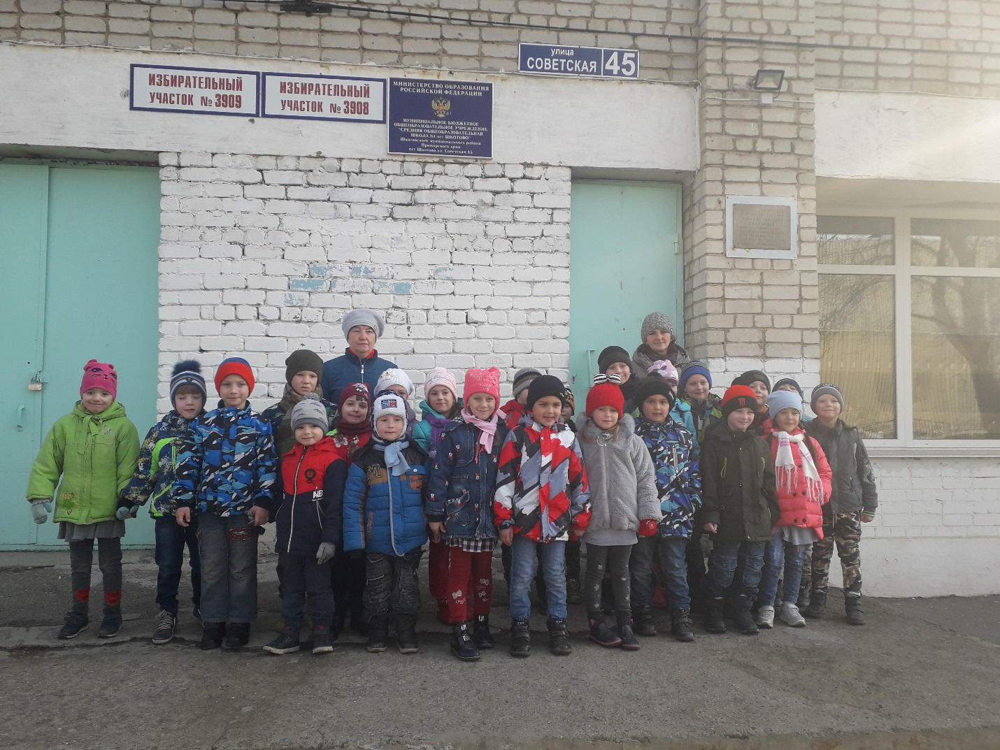 улица
СОВЕТСКАЯ 45
ИЗБИРАТЕЛЬНЫЙ
УЧАСТОК № 3909
ИЗБИРАТЕЛЬНЫЙ
УЧАСТОК № 3908
МИНИСТЕРСТВО ОБРАЗОВАНИЯ
РОССИЙСКОЙ ФЕДЕРАЦИИ
МУНИЦИПАЛЬНОЕ БЮДЖЕТНОЕ
ОБЩЕОБРАЗОВАТЕЛЬНОЕ УЧРЕЖДЕНИЕ
"СРЕДНЯЯ ОБЩЕОБРАЗОВАТЕЛЬНАЯ
ШКОЛА №1 пгт ШКОТОВО"
Шкотовского муниципального района
Приморского края
пгт Шкотово, ул. Советская, 45